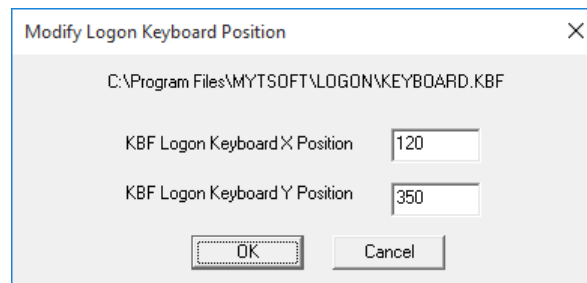 Modify Logon Keyboard Position
C:\Program Files\MYTSOFT\LOGON\KEYBOARD.KBF
KBF Logon Keyboard X Position 120
KBF Logon Keyboard Y Position 350
OK Cancel